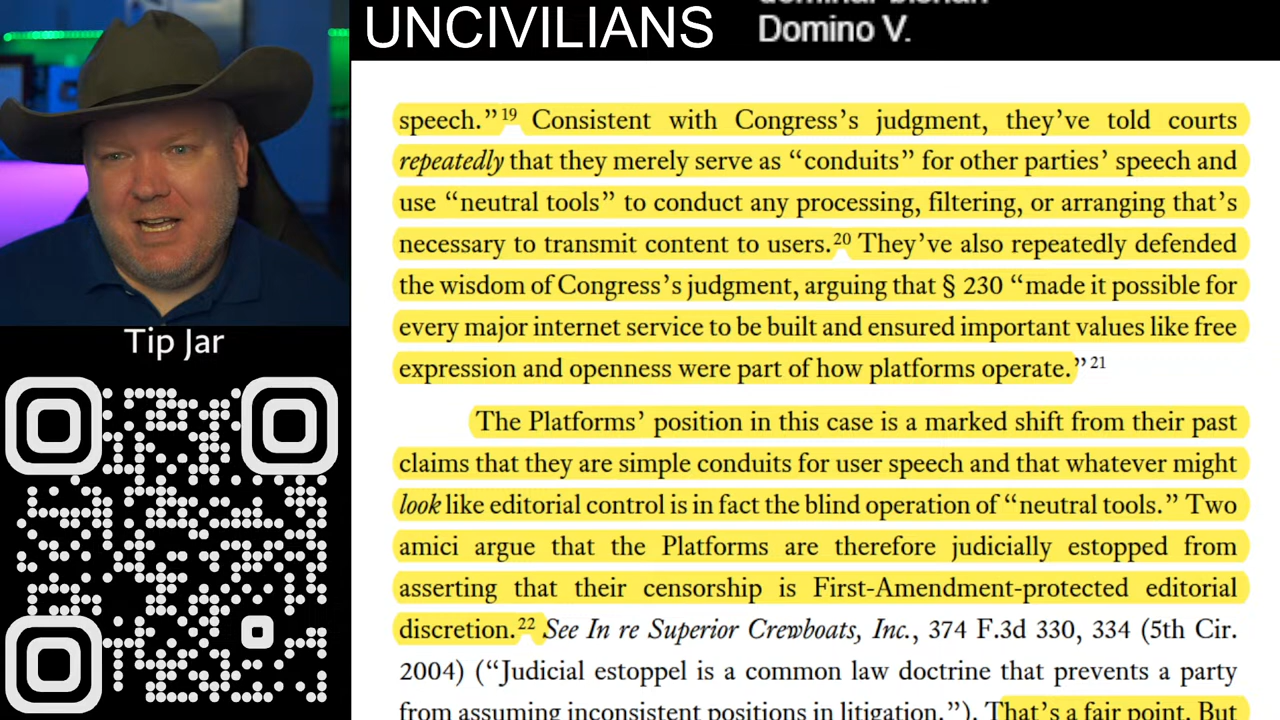 UNCIVILIANS
Domino V.
speech.”19 Consistent with Congress’s judgment, they’ve told courts
repeatedly that they merely serve as “conduits” for other parties’ speech and
use “neutral tools” to conduct any processing, filtering, or arranging that’s
necessary to transmit content to users.20 They’ve also repeatedly defended
the wisdom of Congress’s judgment, arguing that § 230 “made it possible for
every major internet service to be built and ensured important values like free
expression and openness were part of how platforms operate.”21
The Platforms’ position in this case is a marked shift from their past
claims that they are simple conduits for user speech and that whatever might
look like editorial control is in fact the blind operation of “neutral tools.” Two
amici argue that the Platforms are therefore judicially estopped from
asserting that their censorship is First-Amendment-protected editorial
discretion.22 See In re Superior Crewboats, Inc., 374 F.3d 330, 334 (5th Cir.
2004) (“Judicial estoppel is a common law doctrine that prevents a party
from assuming inconsistent positions in litigation.”). That’s a fair point. But
Tip Jar